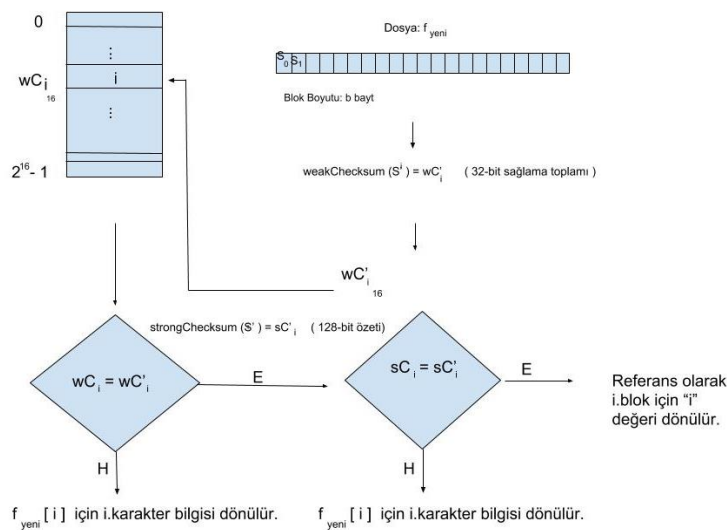 0
⋮
wC i 16
i
⋮
2^16 - 1
Dosya: f yeni
S0 S1
Blok Boyutu: b bayt
weakChecksum (S^i ) = wC'i ( 32-bit sağlama toplamı )
wC'i 16
strongChecksum (S' ) = sC'i ( 128-bit özeti)
wC i = wC'i
E
sC i = sC'i
E
Referans olarak
i.blok için “i”
değeri dönülür.
H
H
f yeni [ i ] için i.karakter bilgisi dönülür.
f yeni [ i ] için i.karakter bilgisi dönülür.